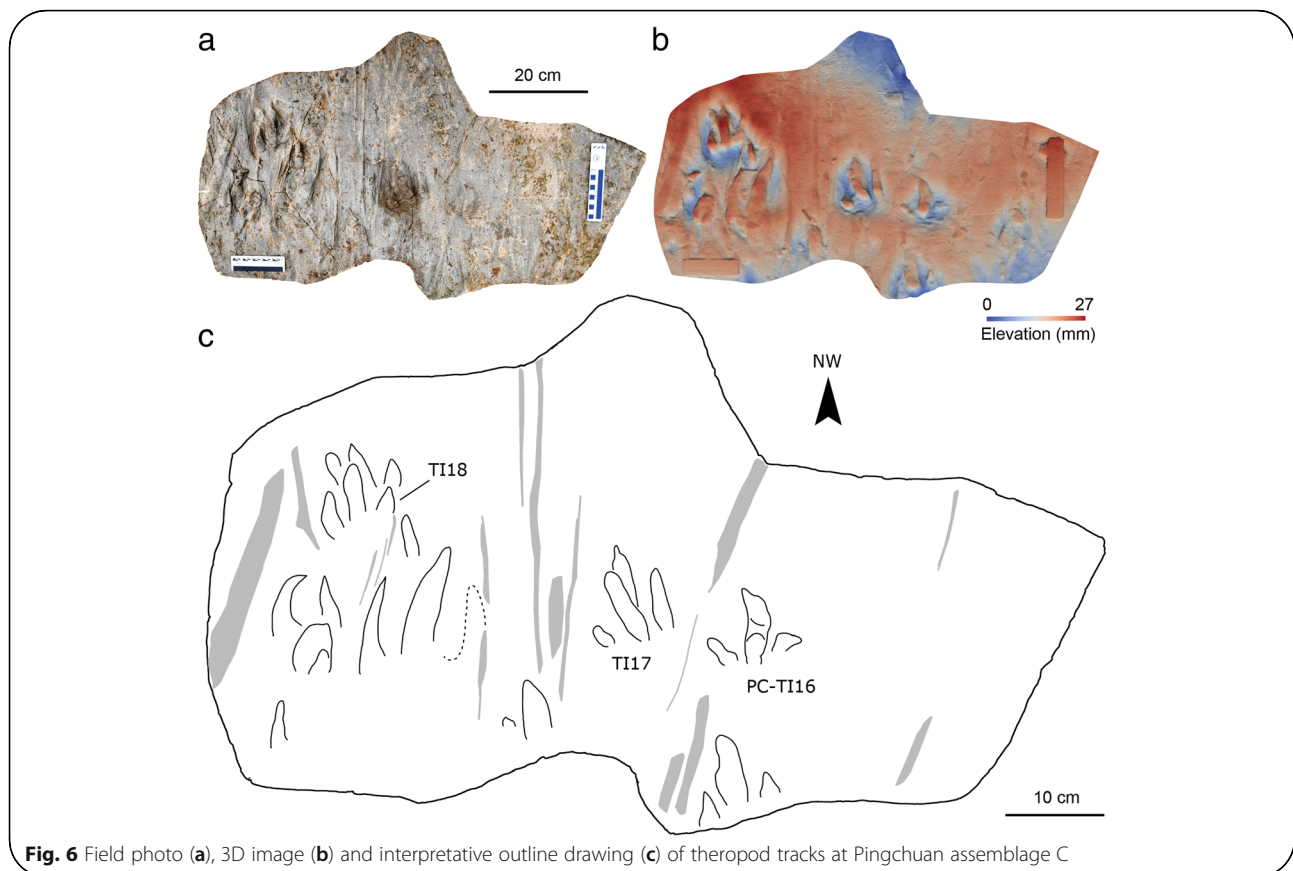 a
b
20 cm
0 27
Elevation (mm)
c
NW
TI18
TI17
PC-TI16
10 cm
Fig. 6 Field photo (a), 3D image (b) and interpretative outline drawing (c) of theropod tracks at Pingchuan assemblage C